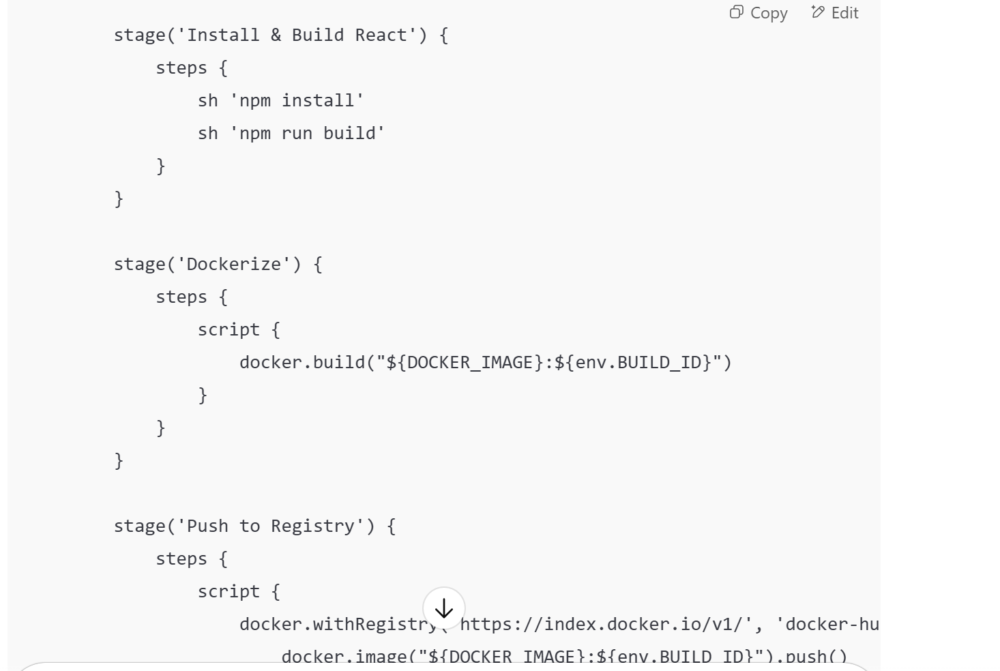 Copy Edit
stage('Install & Build React') {
steps {
sh 'npm install'
sh 'npm run build'
}
}
stage('Dockerize') {
steps {
script {
docker.build("${DOCKER_IMAGE}:${env.BUILD_ID}")
}
}
}
stage('Push to Registry') {
steps {
script {
docker.withRegistry('https://index.docker.io/v1/', 'docker-hu
docker.image("${DOCKER_IMAGE}:${env.BUILD_ID}").push()